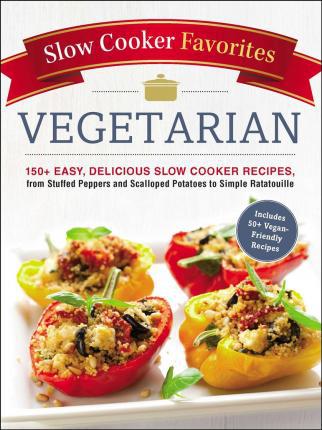 Slow Cooker Favorites
VEGETARIAN
150+ EASY, DELICIOUS SLOW COOKER RECIPES,
from Stuffed Peppers and Scalloped Potatoes to Simple Ratatouille
Includes
50+ Vegan-
Friendly
Recipes